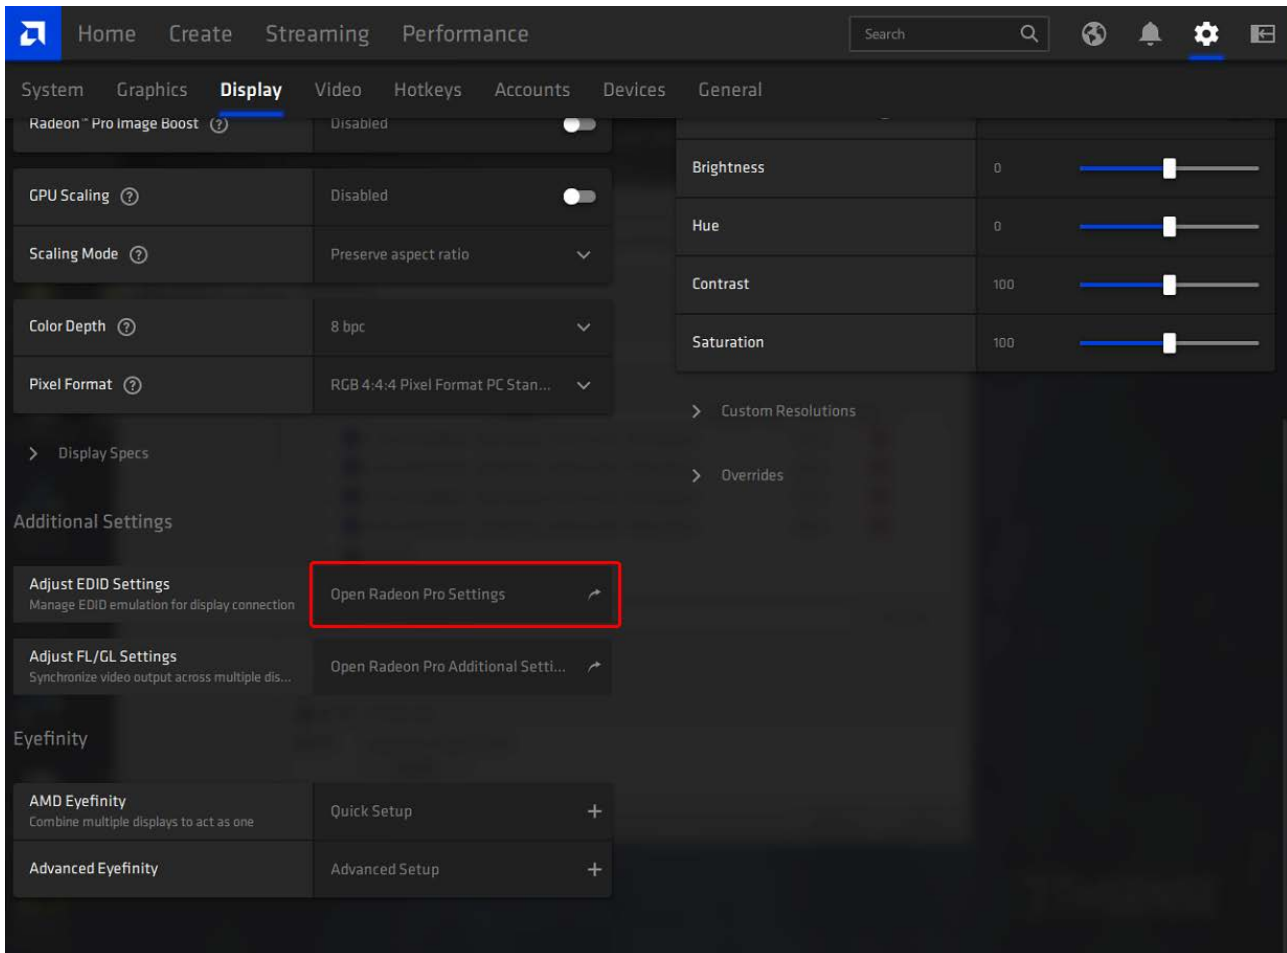 Home Create Streaming Performance Search
System Graphics Display Video Hotkeys Accounts Devices General
Radeon™ Pro Image Boost ? Disabled
GPU Scaling ? Disabled
Scaling Mode ? Preserve aspect ratio
Color Depth ? 8 bpc
Pixel Format ? RGB 4:4:4 Pixel Format PC Stan...
Display Specs
Additional Settings
Adjust EDID Settings
Manage EDID emulation for display connection
Open Radeon Pro Settings
Adjust FL/GL Settings
Synchronize video output across multiple dis...
Open Radeon Pro Additional Setti...
Eyefinity
AMD Eyefinity
Combine multiple displays to act as one
Quick Setup
Advanced Eyefinity Advanced Setup
Brightness 0
Hue 0
Contrast 100
Saturation 100
Custom Resolutions
Overrides